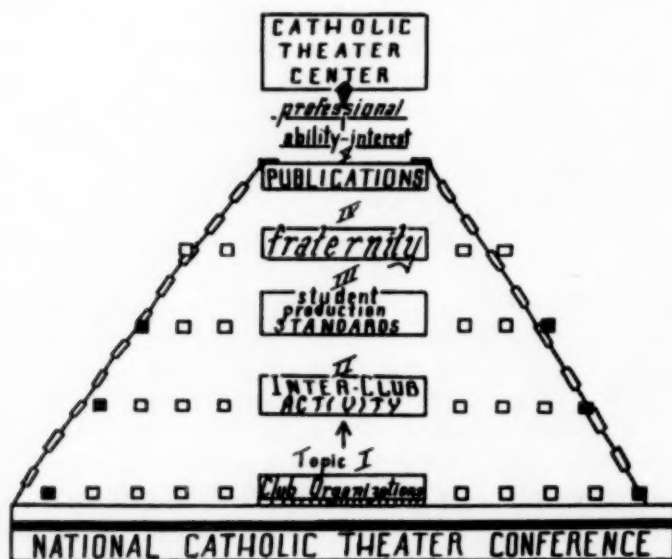 CATHOLIC
THEATER
CENTER
professional
ability-interest
PUBLICATIONS
IV
fraternity
III
student
production
STANDARDS
II
INTER-CLUB
ACTIVITY
Topic I
Club Organizations
NATIONAL CATHOLIC THEATER CONFERENCE